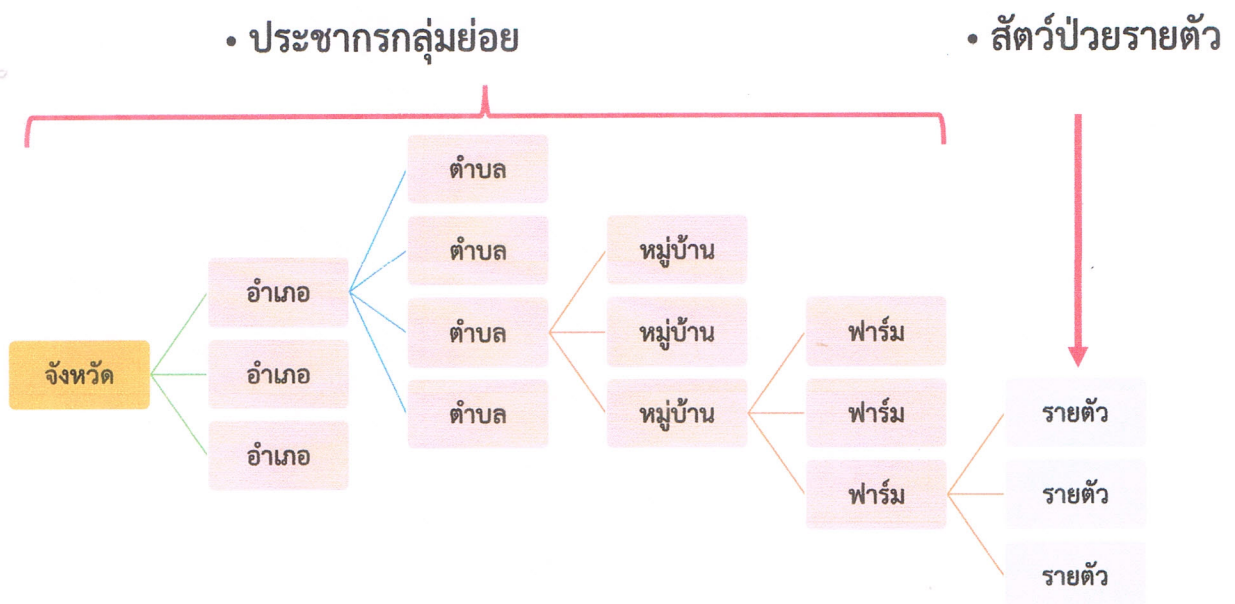 • ประชากรกลุ่มย่อย
• สัตว์ป่วยรายตัว
จังหวัด
อำเภอ
อำเภอ
อำเภอ
ตำบล
ตำบล
ตำบล
ตำบล
หมู่บ้าน
หมู่บ้าน
หมู่บ้าน
ฟาร์ม
ฟาร์ม
ฟาร์ม
รายตัว
รายตัว
รายตัว